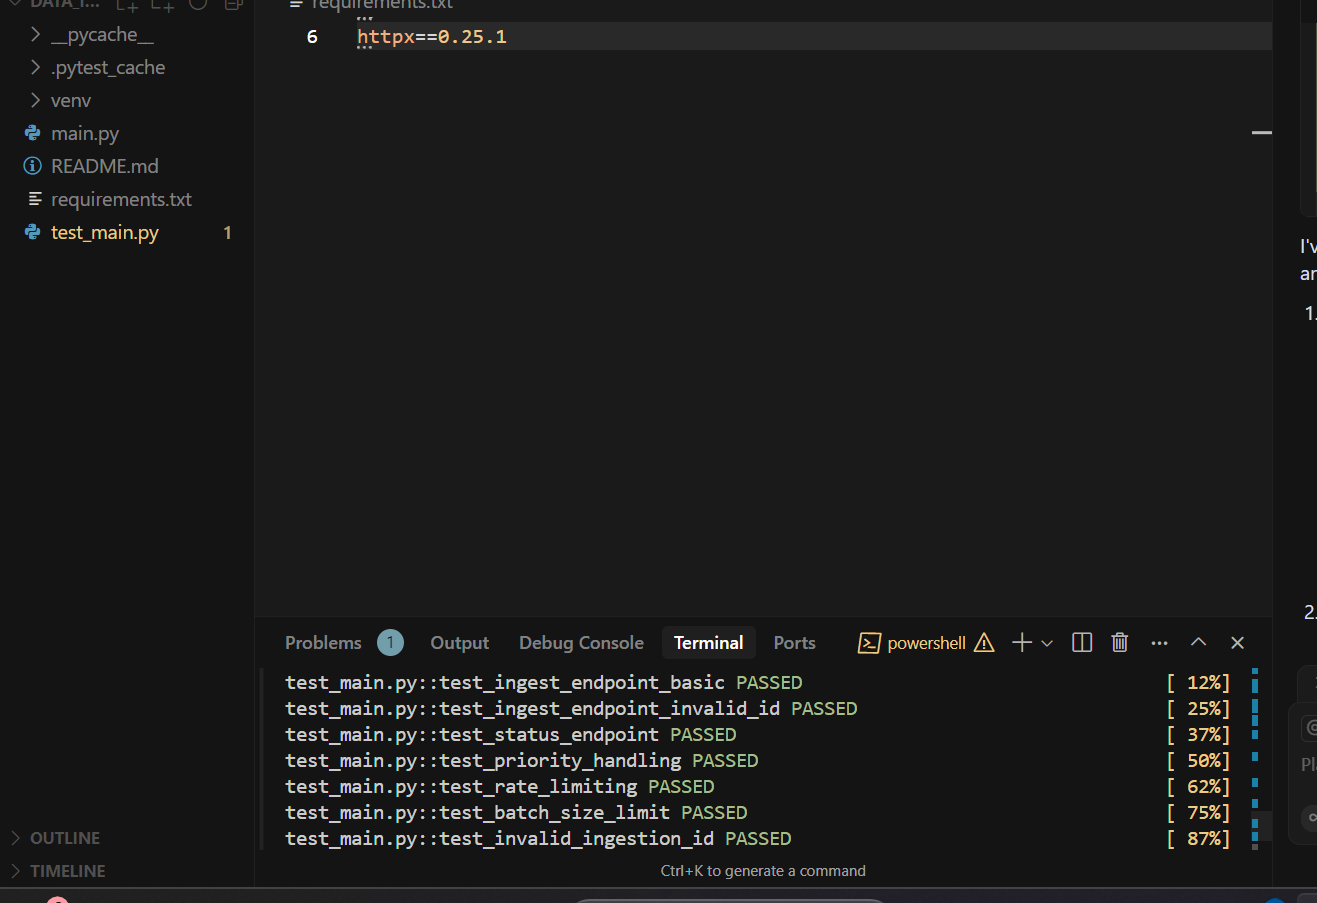 DATA_I...
__pycache__
.pytest_cache
venv
main.py
README.md
requirements.txt
test_main.py 1
OUTLINE
TIMELINE
requirements.txt
6 httpx==0.25.1
Problems 1 Output Debug Console Terminal Ports powershell
test_main.py::test_ingest_endpoint_basic PASSED [ 12%]
test_main.py::test_ingest_endpoint_invalid_id PASSED [ 25%]
test_main.py::test_status_endpoint PASSED [ 37%]
test_main.py::test_priority_handling PASSED [ 50%]
test_main.py::test_rate_limiting PASSED [ 62%]
test_main.py::test_batch_size_limit PASSED [ 75%]
test_main.py::test_invalid_ingestion_id PASSED [ 87%]
Ctrl+K to generate a command
I'v
ar
1.
2.
Pl